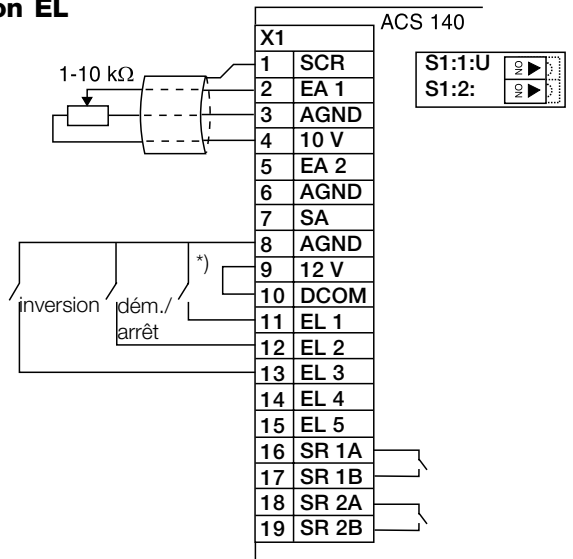 on EL
ACS 140
X1
1 SCR
2 EA 1
3 AGND
4 10 V
5 EA 2
6 AGND
7 SA
8 AGND
9 12 V
10 DCOM
11 EL 1
12 EL 2
13 EL 3
14 EL 4
15 EL 5
16 SR 1A
17 SR 1B
18 SR 2A
19 SR 2B
1-10 kΩ
*)
inversion
dém./
arrêt
S1:1:U
ON
S1:2:
ON